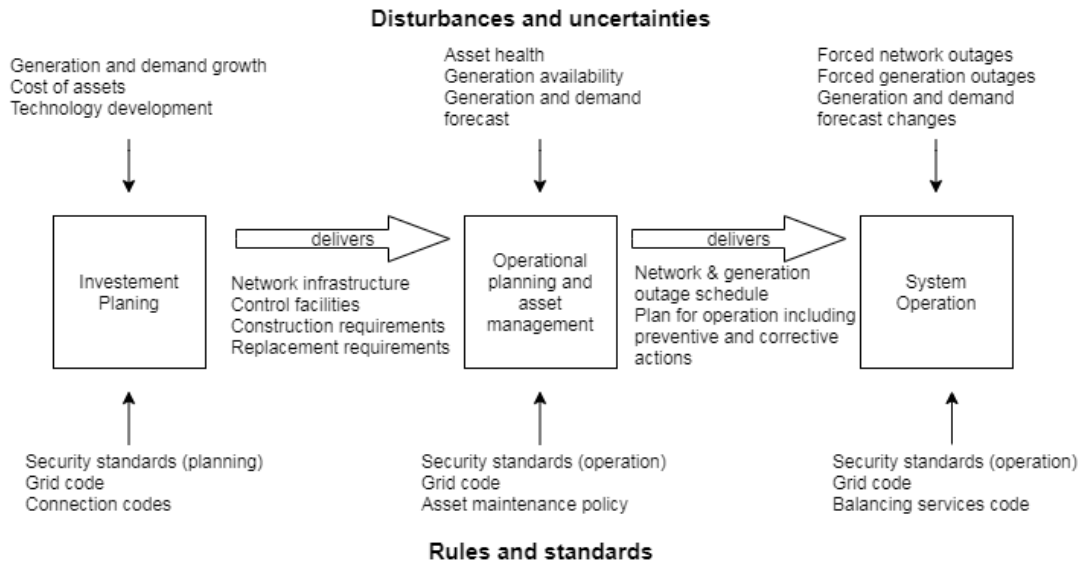 Disturbances and uncertainties
Generation and demand growth
Cost of assets
Technology development
Asset health
Generation availability
Generation and demand
forecast
Forced network outages
Forced generation outages
Generation and demand
forecast changes
Investement
Planing
delivers
Network infrastructure
Control facilities
Construction requirements
Replacement requirements
Operational
planning and
asset
management
delivers
Network & generation
outage schedule
Plan for operation including
preventive and corrective
actions
System
Operation
Security standards (planning)
Grid code
Connection codes
Security standards (operation)
Grid code
Asset maintenance policy
Security standards (operation)
Grid code
Balancing services code
Rules and standards